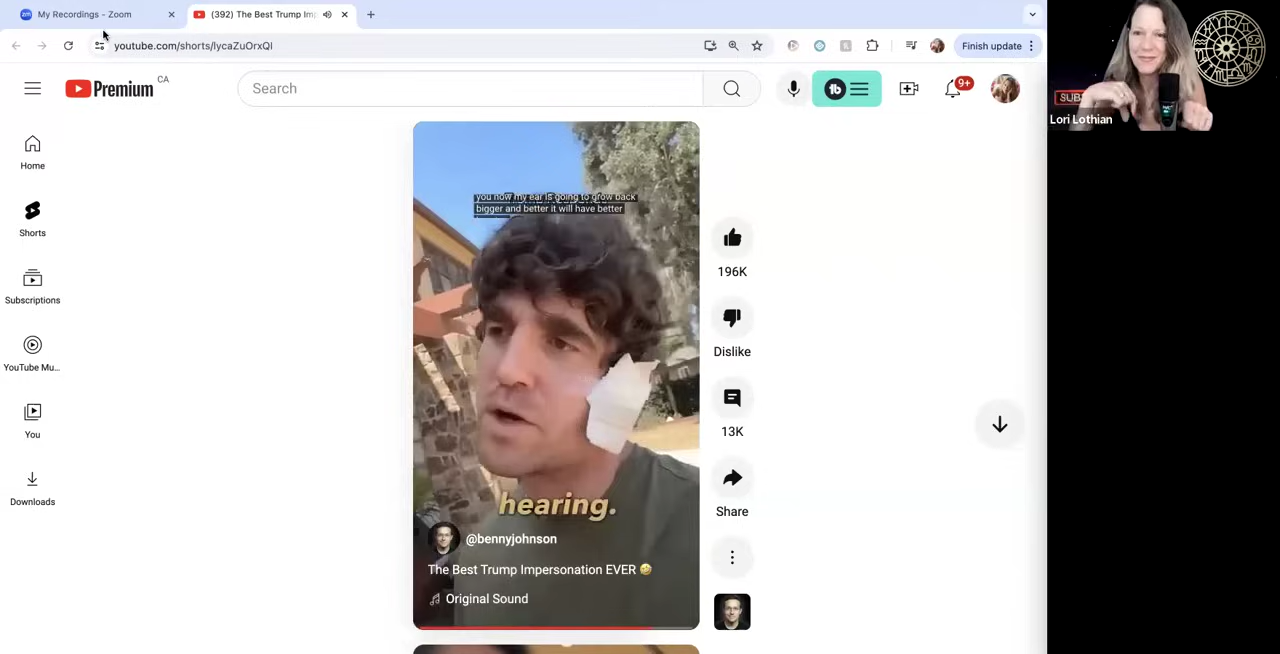 My Recordings - Zoom
(392) The Best Trump Im
youtube.com/shorts/lycaZuOrxQI
Finish update
Premium
CA
Search
9+
SUB
Lori Lothian
Home
Shorts
Subscriptions
YouTube Mu...
You
Downloads
you now my ear is going to grow back
bigger and better it will have better
hearing.
@bennyjohnson
The Best Trump Impersonation EVER 🤣
Original Sound
196K
Dislike
13K
Share